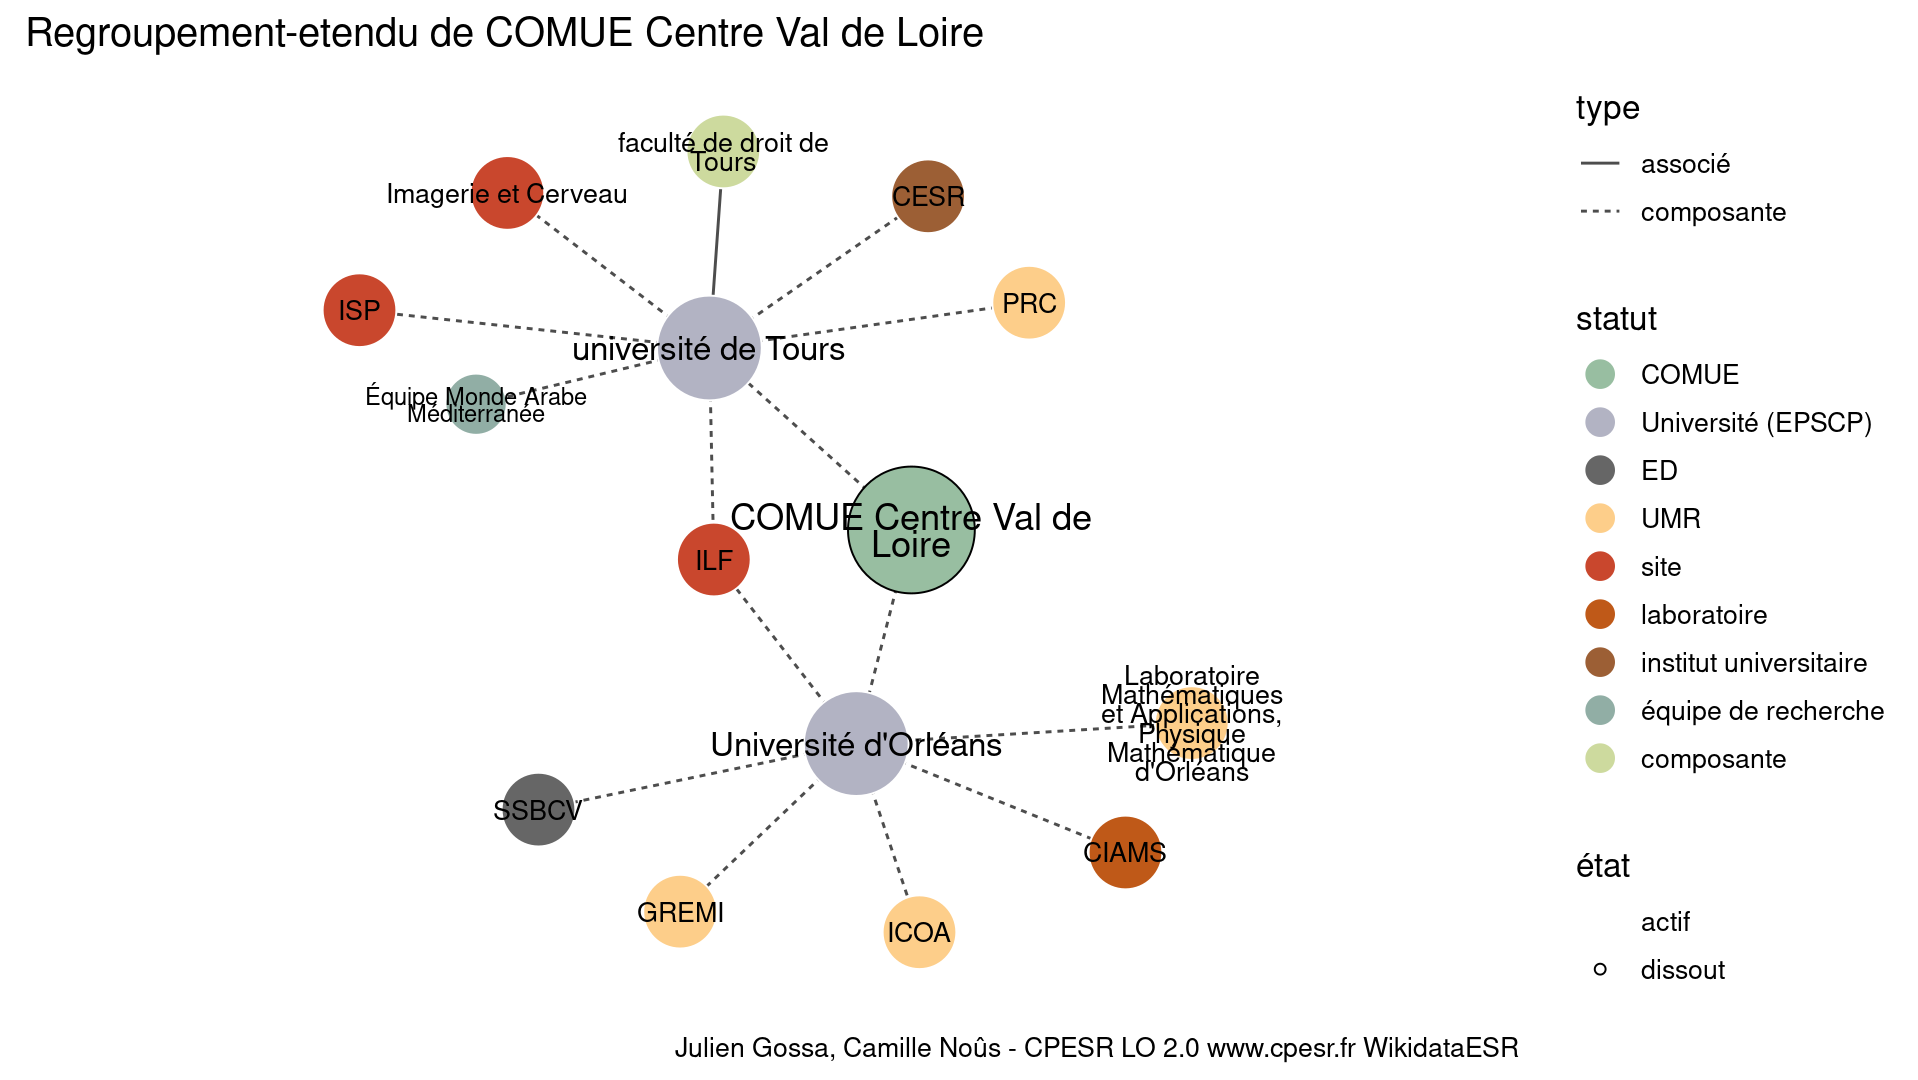 Regroupement-etendu de COMUE Centre Val de Loire
faculté de droit de
Tours
Imagerie et Cerveau
CESR
ISP
PRC
université de Tours
Équipe Monde Arabe
Méditerranée
COMUE Centre Val de
Loire
ILF
Laboratoire
Mathématiques
et Applications,
Physique
Mathématique
d'Orléans
Université d'Orléans
SSBCV
CIAMS
GREMI
ICOA
type
associé
composante
statut
COMUE
Université (EPSCP)
ED
UMR
site
laboratoire
institut universitaire
équipe de recherche
composante
état
actif
dissout
Julien Gossa, Camille Noûs - CPESR LO 2.0 www.cpesr.fr WikidataESR